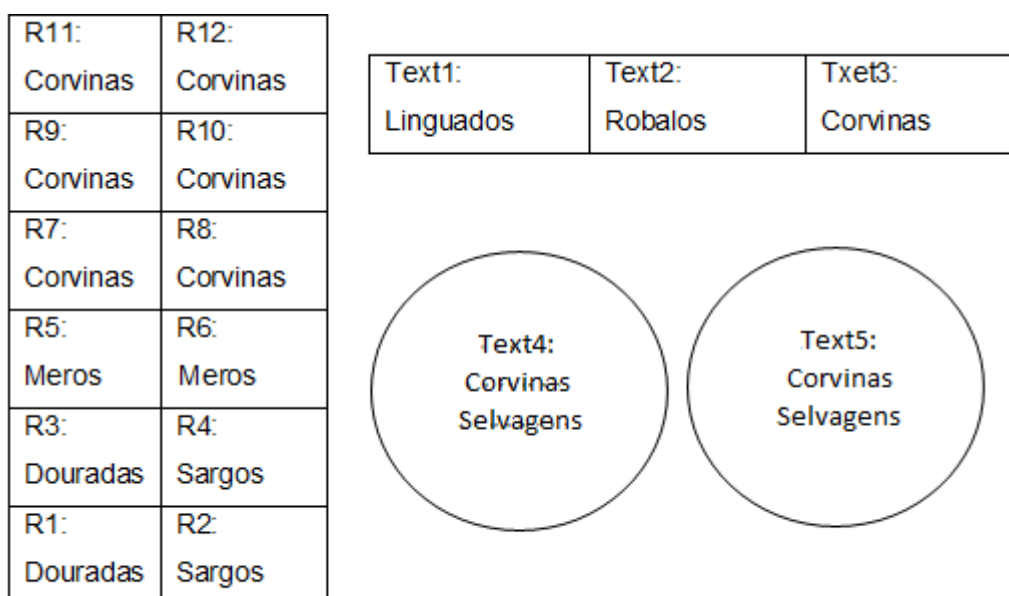 R11:
Corvinas
R12:
Corvinas
R9:
Corvinas
R10:
Corvinas
R7:
Corvinas
R8:
Corvinas
R5:
Meros
R6:
Meros
R3:
Douradas
R4:
Sargos
R1:
Douradas
R2:
Sargos
Text1:
Linguados
Text2:
Robalos
Txet3:
Corvinas
Text4:
Corvinas
Selvagens
Text5:
Corvinas
Selvagens